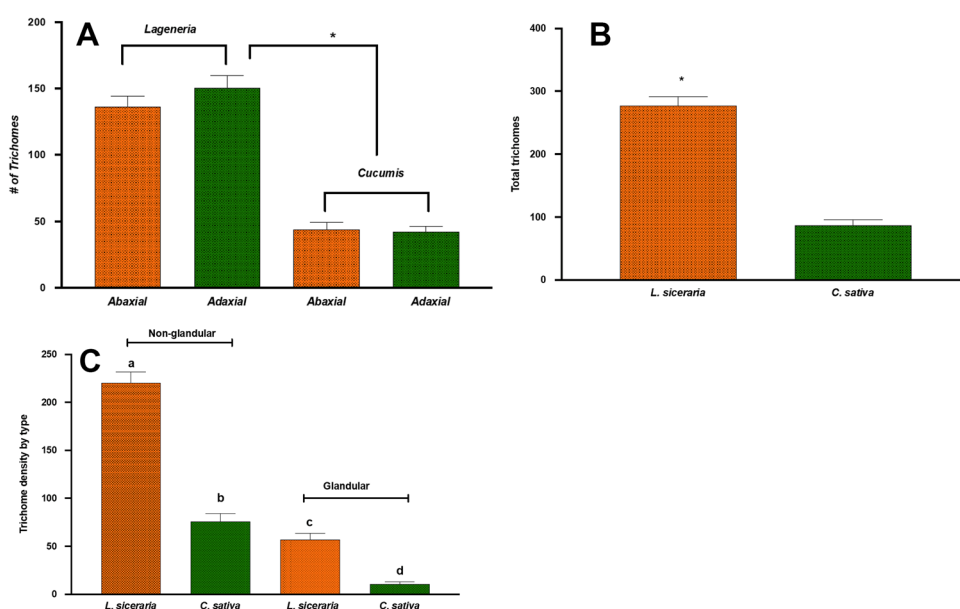 A
# of Trichomes
200
150
100
50
0
Lageneria
*
Cucumis
Abaxial
Adaxial
Abaxial
Adaxial
B
Total trichomes
400
300
200
100
0
*
L. siceraria
C. sativa
C
Trichome density by type
250
200
150
100
50
0
Non-glandular
a
b
Glandular
c
d
L. siceraria
C. sativa
L. siceraria
C. sativa